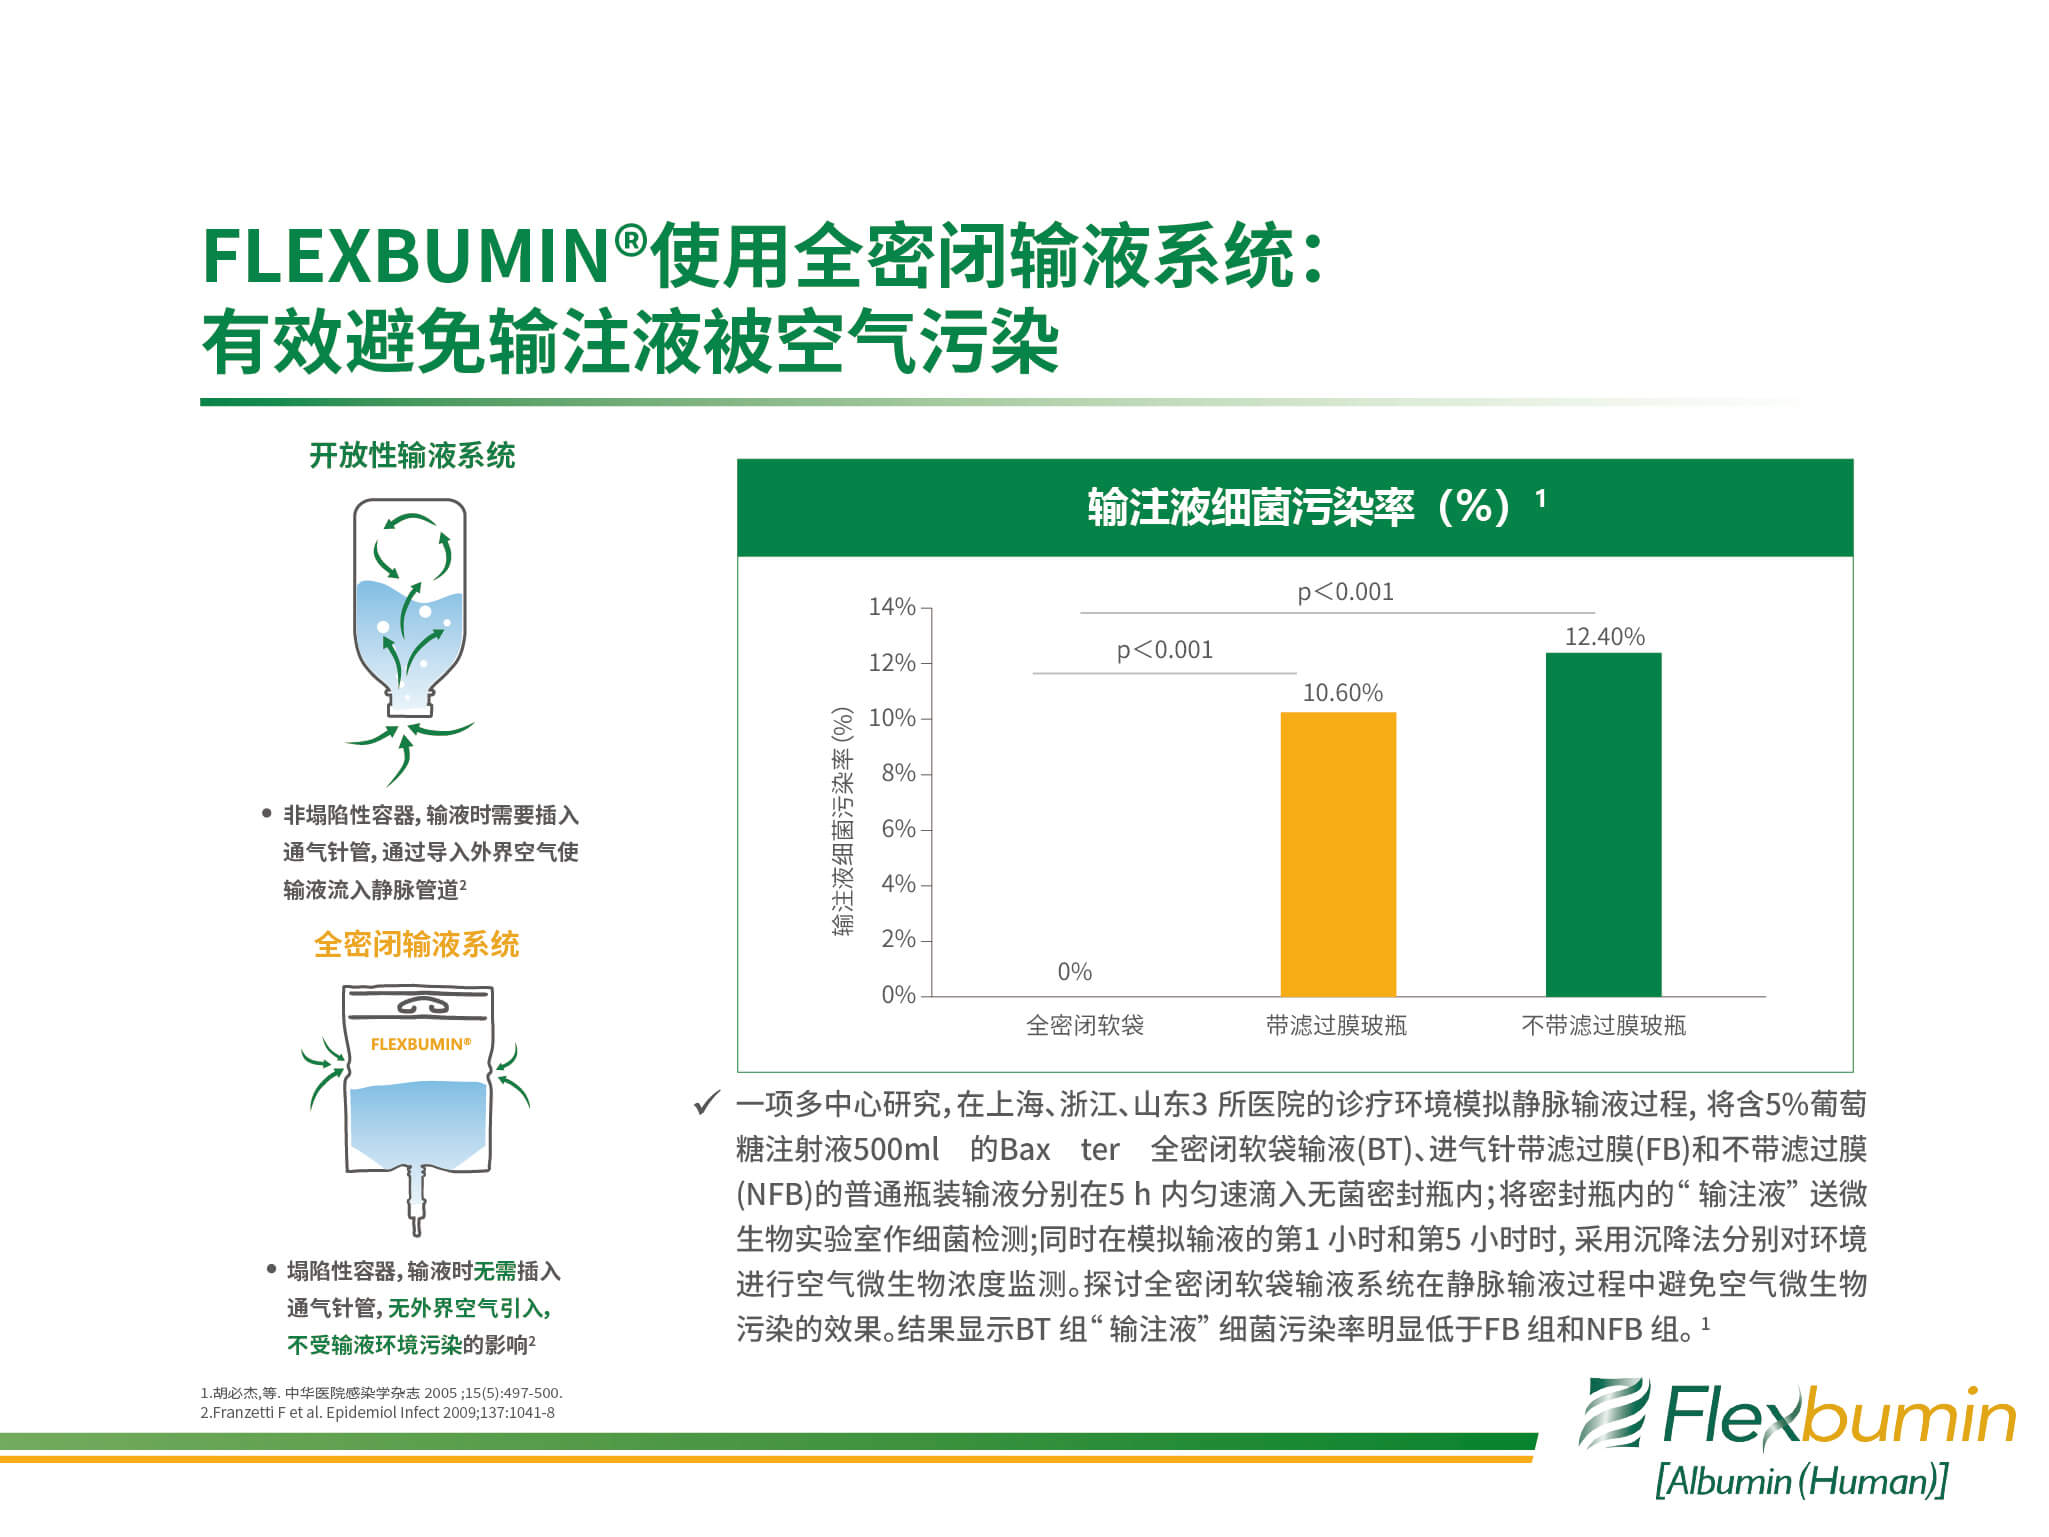 FLEXBUMIN®使用全密闭输液系统：
有效避免输注液被空气污染
开放性输液系统
• 非塌陷性容器，输液时需要插入
通气针管，通过导入外界空气使
输液流入静脉管道²
全密闭输液系统
FLEXBUMIN®
• 塌陷性容器，输液时无需插入
通气针管，无外界空气引入，
不受输液环境污染的影响²
输注液细菌污染率（%）¹
输注液细菌污染率 (%)
14%
12%
10%
8%
6%
4%
2%
0%
p＜0.001
p＜0.001
0%
10.60%
12.40%
全密闭软袋
带滤过膜玻瓶
不带滤过膜玻瓶
✓ 一项多中心研究，在上海、浙江、山东3 所医院的诊疗环境模拟静脉输液过程, 将含5%葡萄
糖注射液500ml 的Bax ter 全密闭软袋输液(BT)、进气针带滤过膜(FB)和不带滤过膜
(NFB)的普通瓶装输液分别在5 h 内匀速滴入无菌密封瓶内；将密封瓶内的“ 输注液” 送微
生物实验室作细菌检测;同时在模拟输液的第1 小时和第5 小时时, 采用沉降法分别对环境
进行空气微生物浓度监测。探讨全密闭软袋输液系统在静脉输液过程中避免空气微生物
污染的效果。结果显示BT 组“ 输注液” 细菌污染率明显低于FB 组和NFB 组。¹
1.胡必杰,等. 中华医院感染学杂志 2005 ;15(5):497-500.
2.Franzetti F et al. Epidemiol Infect 2009;137:1041-8
Flexbumin
[Albumin (Human)]